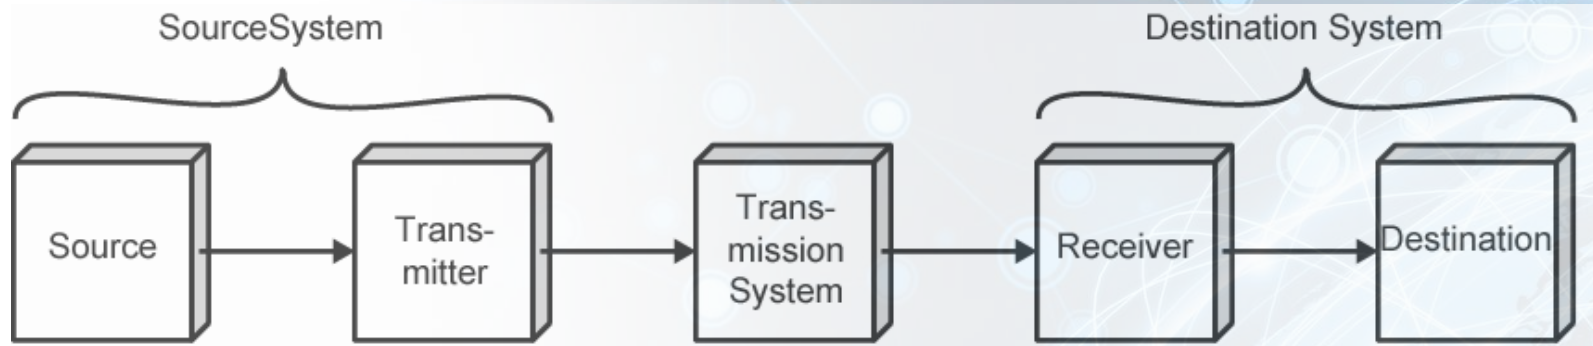 SourceSystem
Destination System
Source
Trans-
mitter
Trans-
mission
System
Receiver
Destination